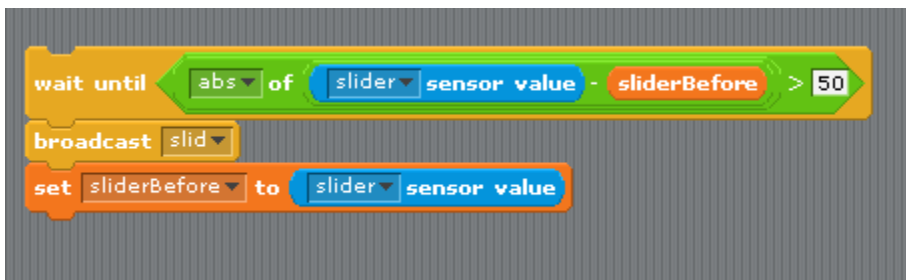 wait until abs of slider sensor value - sliderBefore > 50
broadcast slid
set sliderBefore to slider sensor value